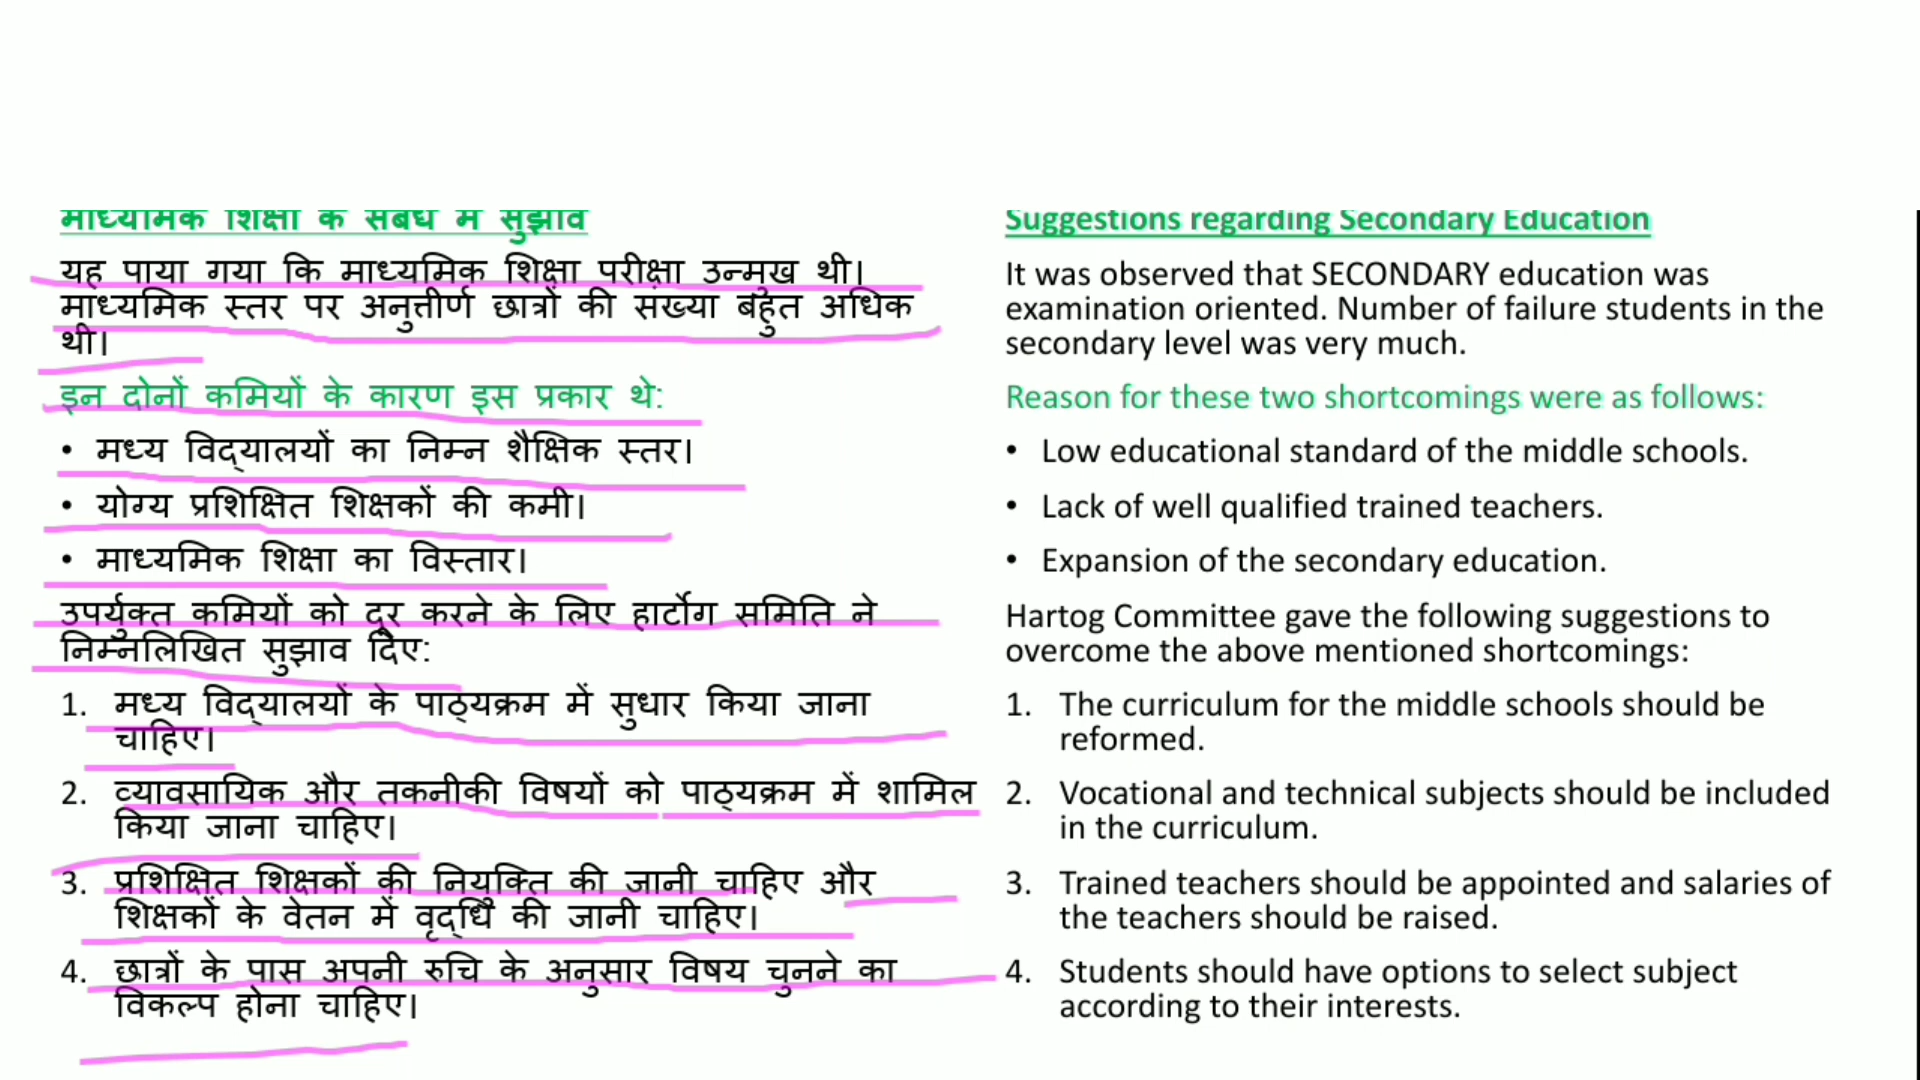 माध्यमिक शिक्षा के संबंध में सुझाव
यह पाया गया कि माध्यमिक शिक्षा परीक्षा उन्मुख थी।
माध्यमिक स्तर पर अनुत्तीर्ण छात्रों की संख्या बहुत अधिक
थी।
इन दोनों कमियों के कारण इस प्रकार थे:
• मध्य विद्यालयों का निम्न शैक्षिक स्तर।
• योग्य प्रशिक्षित शिक्षकों की कमी।
• माध्यमिक शिक्षा का विस्तार।
उपर्युक्त कमियों को दूर करने के लिए हार्टोग समिति ने
निम्नलिखित सुझाव दिए:
1. मध्य विद्यालयों के पाठ्यक्रम में सुधार किया जाना
चाहिए।
2. व्यावसायिक और तकनीकी विषयों को पाठ्यक्रम में शामिल
किया जाना चाहिए।
3. प्रशिक्षित शिक्षकों की नियुक्ति की जानी चाहिए और
शिक्षकों के वेतन में वृद्धि की जानी चाहिए।
4. छात्रों के पास अपनी रुचि के अनुसार विषय चुनने का
विकल्प होना चाहिए।
Suggestions regarding Secondary Education
It was observed that SECONDARY education was
examination oriented. Number of failure students in the
secondary level was very much.
Reason for these two shortcomings were as follows:
• Low educational standard of the middle schools.
• Lack of well qualified trained teachers.
• Expansion of the secondary education.
Hartog Committee gave the following suggestions to
overcome the above mentioned shortcomings:
1. The curriculum for the middle schools should be
reformed.
2. Vocational and technical subjects should be included
in the curriculum.
3. Trained teachers should be appointed and salaries of
the teachers should be raised.
4. Students should have options to select subject
according to their interests.